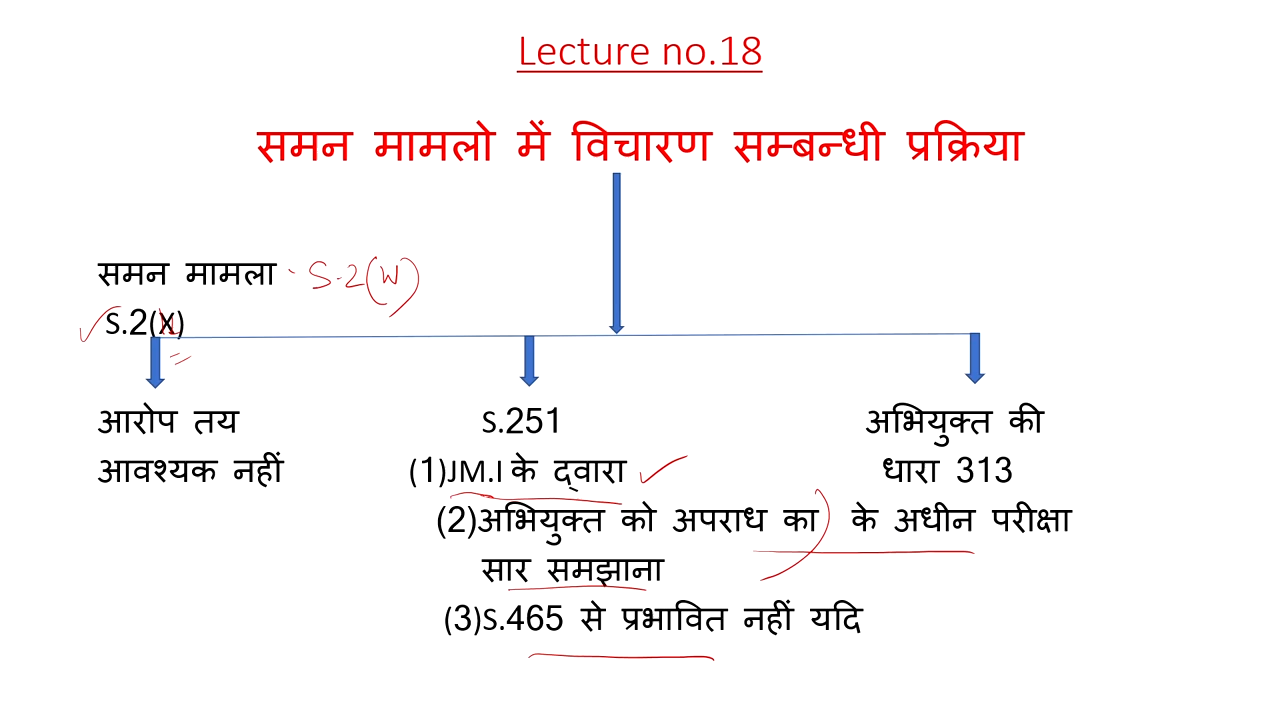 Lecture no.18
समन मामलो में विचारण सम्बन्धी प्रक्रिया
समन मामला S.2(W)
S.2(X)
आरोप तय
आवश्यक नहीं
S.251
(1)JM.I के द्वारा
(2)अभियुक्त को अपराध का
सार समझाना
(3)S.465 से प्रभावित नहीं यदि
अभियुक्त की
धारा 313
के अधीन परीक्षा